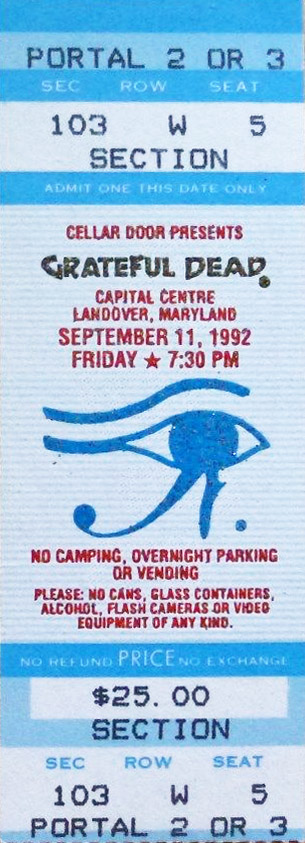 PORTAL 2 OR 3
SEC ROW SEAT
103 W 5
SECTION
ADMIT ONE THIS DATE ONLY
CELLAR DOOR PRESENTS
GRATEFUL DEAD
CAPITAL CENTRE
LANDOVER, MARYLAND
SEPTEMBER 11, 1992
FRIDAY ★ 7:30 PM
NO CAMPING, OVERNIGHT PARKING
OR VENDING
PLEASE: NO CANS, GLASS CONTAINERS,
ALCOHOL, FLASH CAMERAS OR VIDEO
EQUIPMENT OF ANY KIND.
NO REFUND PRICE NO EXCHANGE
$25.00
SECTION
SEC ROW SEAT
103 W 5
PORTAL 2 OR 3